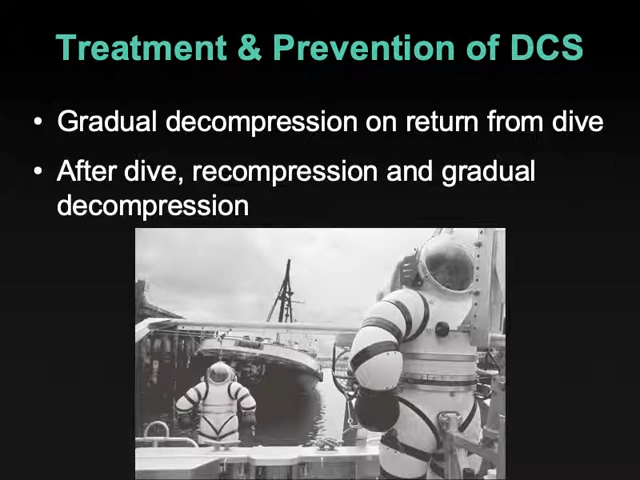 Treatment & Prevention of DCS
• Gradual decompression on return from dive
• After dive, recompression and gradual
decompression